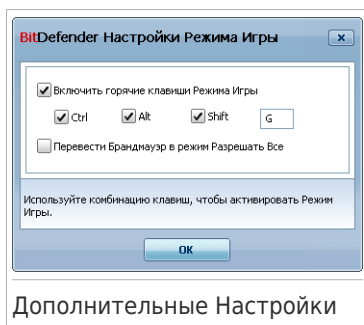 BitDefender Настройки Режима Игры
Включить горячие клавиши Режима Игры
Ctrl Alt Shift G
Перевести Брандмауэр в режим Разрешать Все
Используйте комбинацию клавиш, чтобы активировать Режим
Игры.
ОК
Дополнительные Настройки